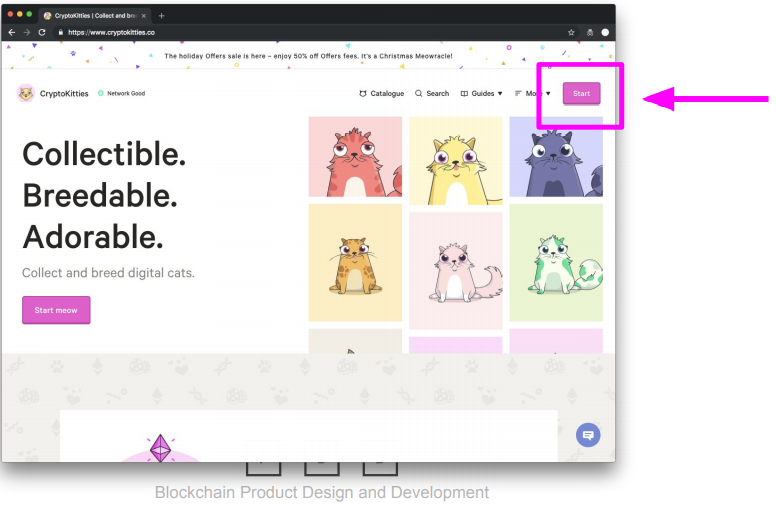 CryptoKitties | Collect and bre
https://www.cryptokitties.co
The holiday Offers sale is here – enjoy 50% off Offers fees. It's a Christmas Meowracle!
CryptoKitties Network Good Catalogue Search Guides ▼ More ▼ Start
Collectible.
Breedable.
Adorable.
Collect and breed digital cats.
Start meow
Blockchain Product Design and Development